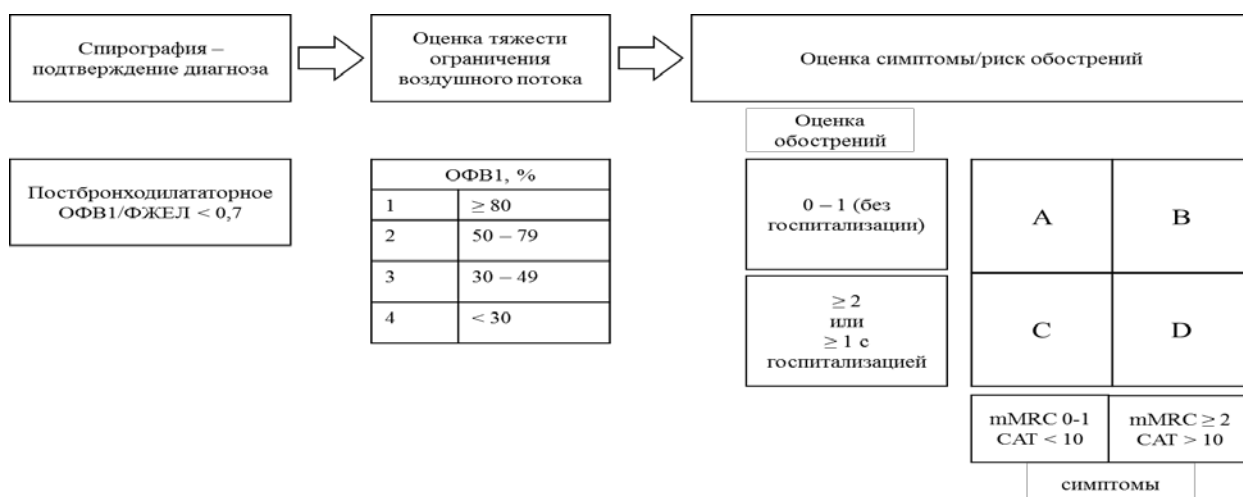 Спирография –
подтверждение диагноза
Оценка тяжести
ограничения
воздушного потока
Оценка симптомы/риск обострений
Оценка
обострений
Постбронходилататорное
ОФВ1/ФЖЕЛ < 0,7
ОФВ1, %
1 ≥ 80
2 50 – 79
3 30 – 49
4 < 30
0 – 1 (без
госпитализации)
A B
≥ 2
или
≥ 1 с
госпитализацией
C D
mMRC 0-1
CAT < 10
mMRC ≥ 2
CAT > 10
симптомы